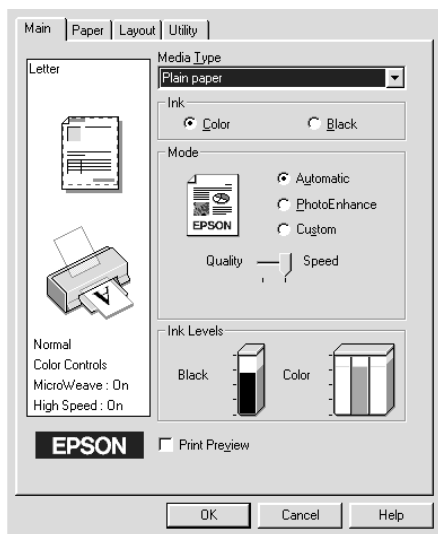 Main Paper Layout Utility
Letter
Media Type
Plain paper
Ink
Color Black
Mode
EPSON
Automatic
PhotoEnhance
Custom
Quality Speed
A
Normal
Color Controls
MicroWeave : On
High Speed : On
Ink Levels
Black Color
EPSON
Print Preview
OK Cancel Help